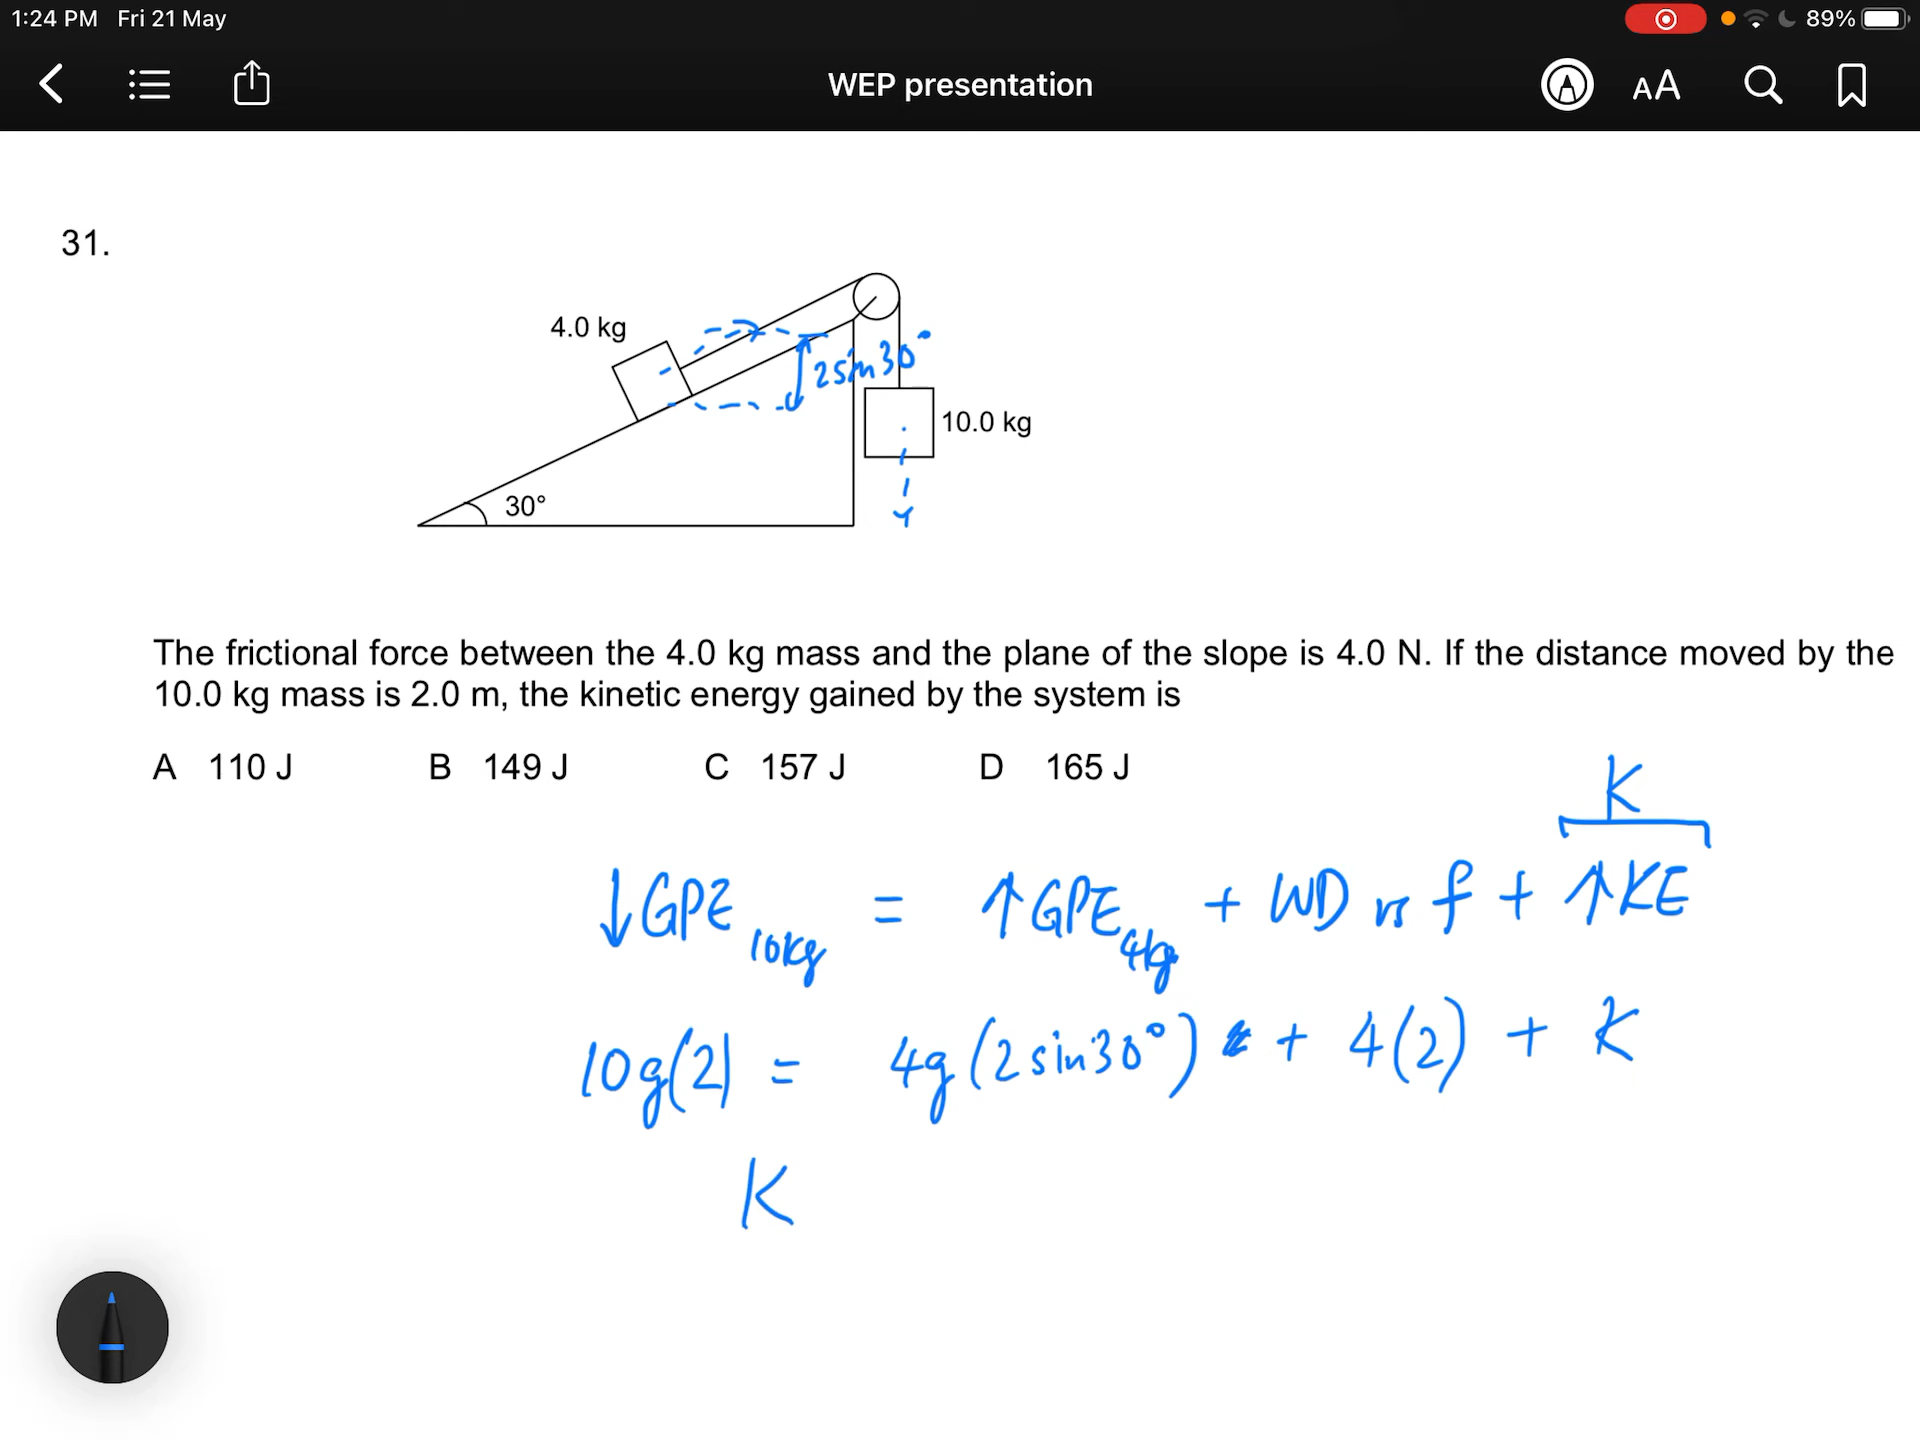 1:24 PM Fri 21 May 89%
WEP presentation
AA
31.
4.0 kg
2sin30°
10.0 kg
30°
The frictional force between the 4.0 kg mass and the plane of the slope is 4.0 N. If the distance moved by the
10.0 kg mass is 2.0 m, the kinetic energy gained by the system is
A 110 J B 149 J C 157 J D 165 J
K
↓GPE 10kg = ↑GPE 4kg + WD vs f + ↑KE
10g(2) = 4g(2sin30°) + 4(2) + K
K